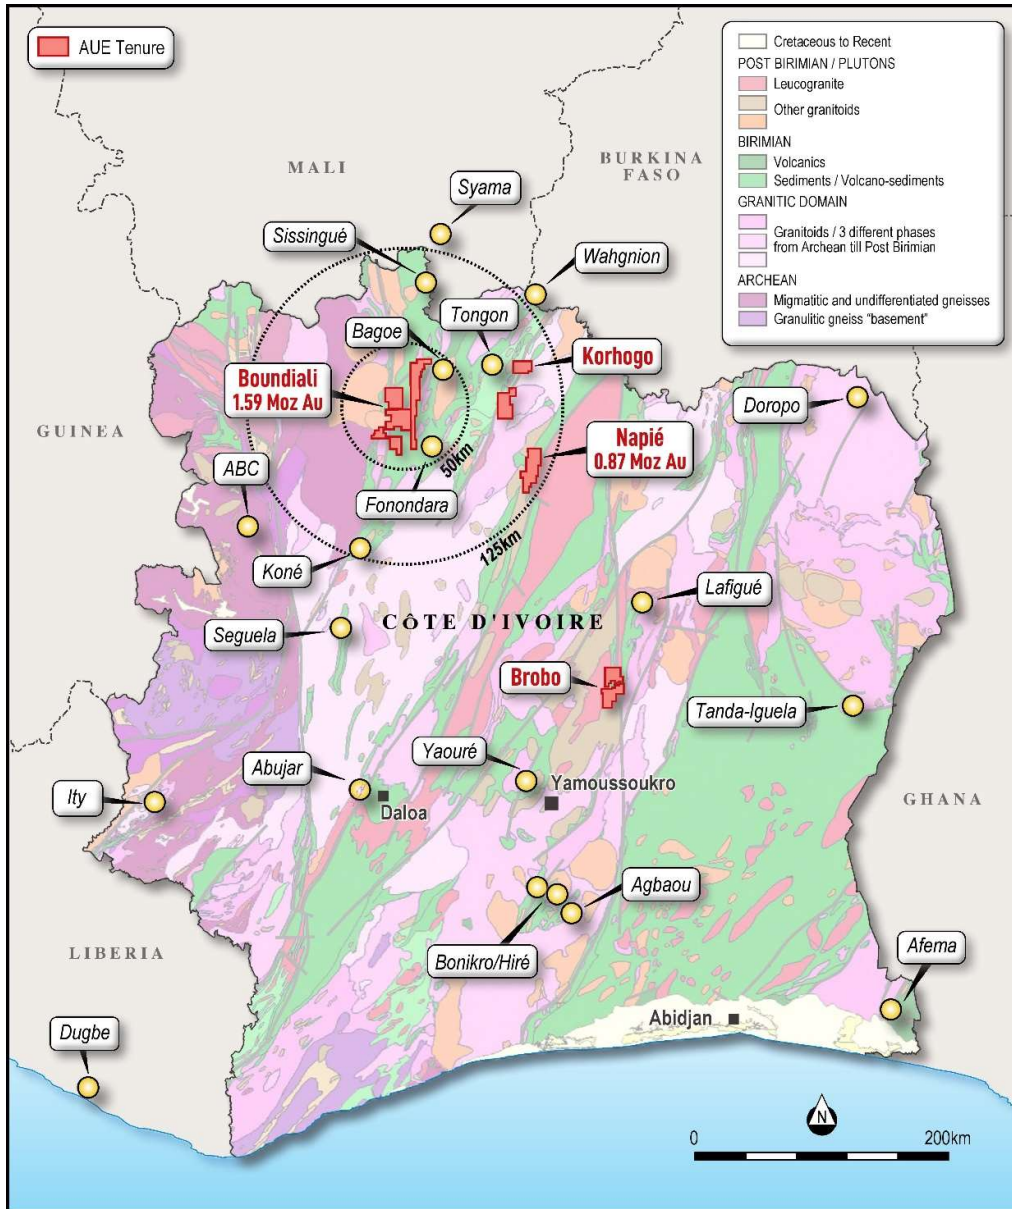 AUE Tenure
Cretaceous to Recent
POST BIRIMIAN / PLUTONS
Leucogranite
Other granitoids
BIRIMIAN
Volcanics
Sediments / Volcano-sediments
GRANITIC DOMAIN
Granitoids / 3 different phases
from Archean till Post Birimian
ARCHEAN
Migmatitic and undifferentiated gneisses
Granulitic gneiss "basement"
MALI
BURKINA
FASO
Syama
Sissingué
Wahgnion
Bagoe
Tongon
Korhogo
Boundiali
1.59 Moz Au
Doropo
GUINEA
Napié
0.87 Moz Au
ABC
50km
Fonondara
125km
Koné
Lafigué
CÔTE D'IVOIRE
Seguela
Brobo
Tanda-Iguela
Yaouré
Abujar
Yamoussoukro
Ity
Daloa
GHANA
Agbaou
Bonikro/Hiré
LIBERIA
Afema
Abidjan
Dugbe
N
0 200km